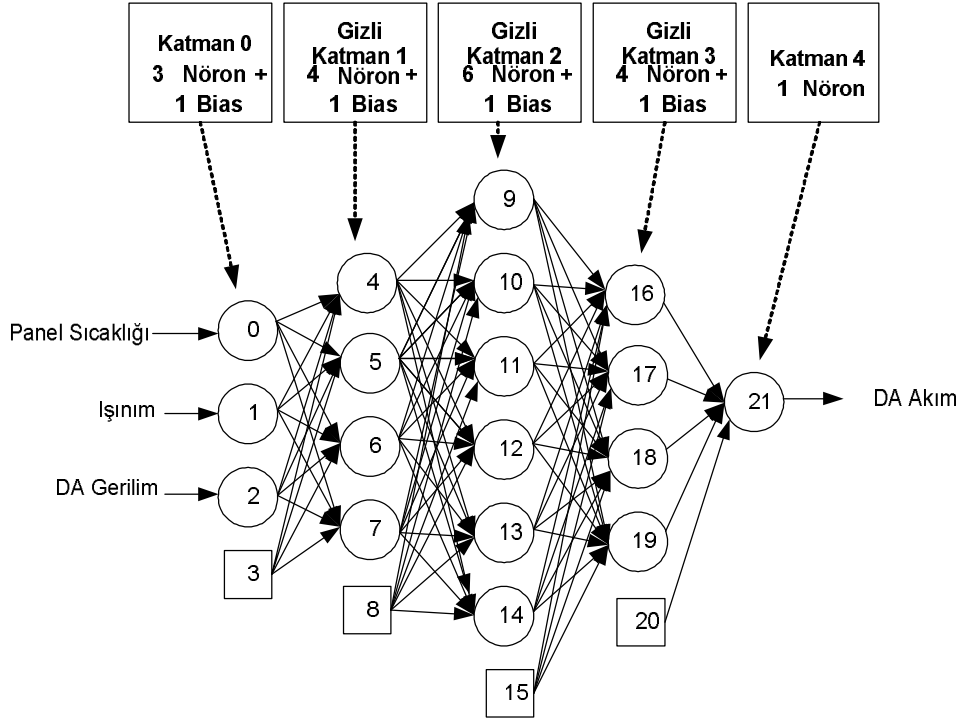 Katman 0
3 Nöron +
1 Bias
Gizli
Katman 1
4 Nöron +
1 Bias
Gizli
Katman 2
6 Nöron +
1 Bias
Gizli
Katman 3
4 Nöron +
1 Bias
Katman 4
1 Nöron
Panel Sıcaklığı
Işınım
DA Gerilim
0
1
2
3
4
5
6
7
8
9
10
11
12
13
14
15
16
17
18
19
20
21
DA Akım